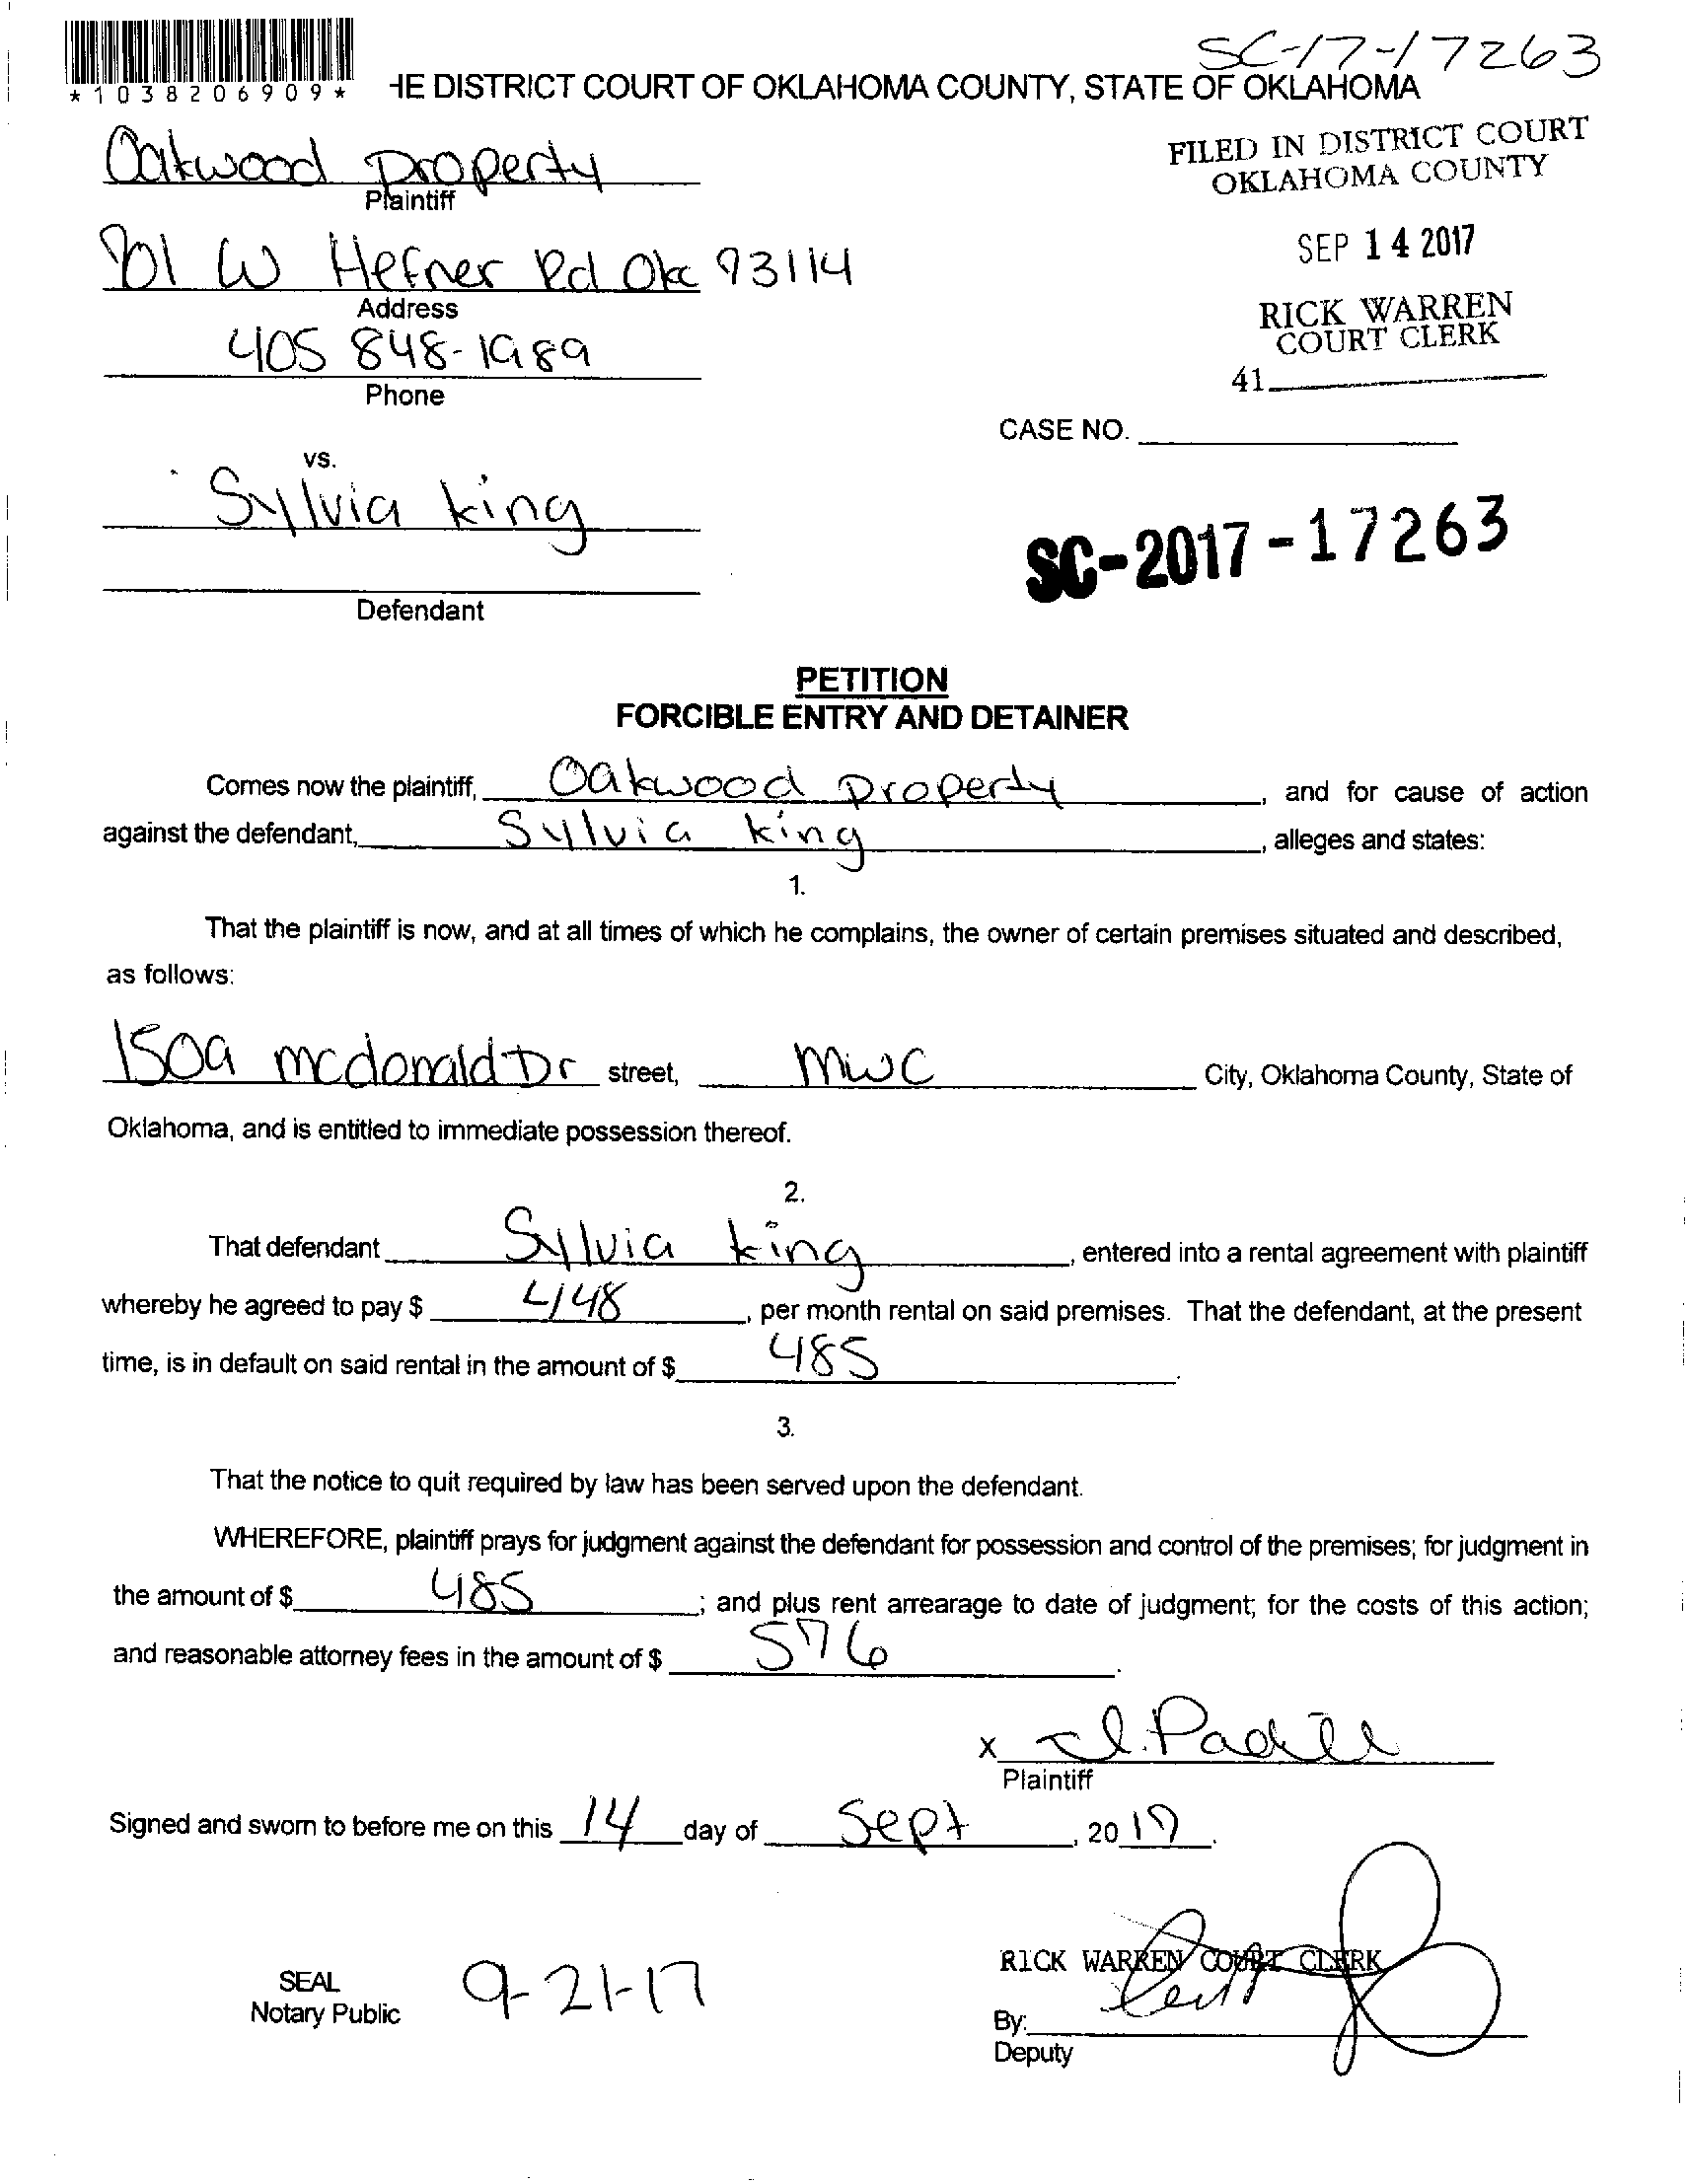 SC-17-17263
*1038206909*
HE DISTRICT COURT OF OKLAHOMA COUNTY, STATE OF OKLAHOMA
FILED IN DISTRICT COURT
OKLAHOMA COUNTY
Oakwood Property
Plaintiff
SEP 14 2017
801 W Hefner Rd Okc 73114
Address
RICK WARREN
COURT CLERK
405 848-1989
Phone
41
CASE NO.
vs.
Sylvia king
SC-2017-17263
Defendant
PETITION
FORCIBLE ENTRY AND DETAINER
Comes now the plaintiff, Oakwood Property, and for cause of action
against the defendant, Sylvia king, alleges and states:
1.
That the plaintiff is now, and at all times of which he complains, the owner of certain premises situated and described,
as follows:
1509 mcdonald Dr street, MWC City, Oklahoma County, State of
Oklahoma, and is entitled to immediate possession thereof.
2.
That defendant Sylvia king, entered into a rental agreement with plaintiff
whereby he agreed to pay $ 448, per month rental on said premises. That the defendant, at the present
time, is in default on said rental in the amount of $ 485.
3.
That the notice to quit required by law has been served upon the defendant.
WHEREFORE, plaintiff prays for judgment against the defendant for possession and control of the premises; for judgment in
the amount of $ 485; and plus rent arrearage to date of judgment; for the costs of this action;
and reasonable attorney fees in the amount of $ 576.
x
Plaintiff
Signed and sworn to before me on this 14 day of Sept, 2017.
RICK WARREN COURT CLERK
SEAL
Notary Public
9-21-17
By:
Deputy